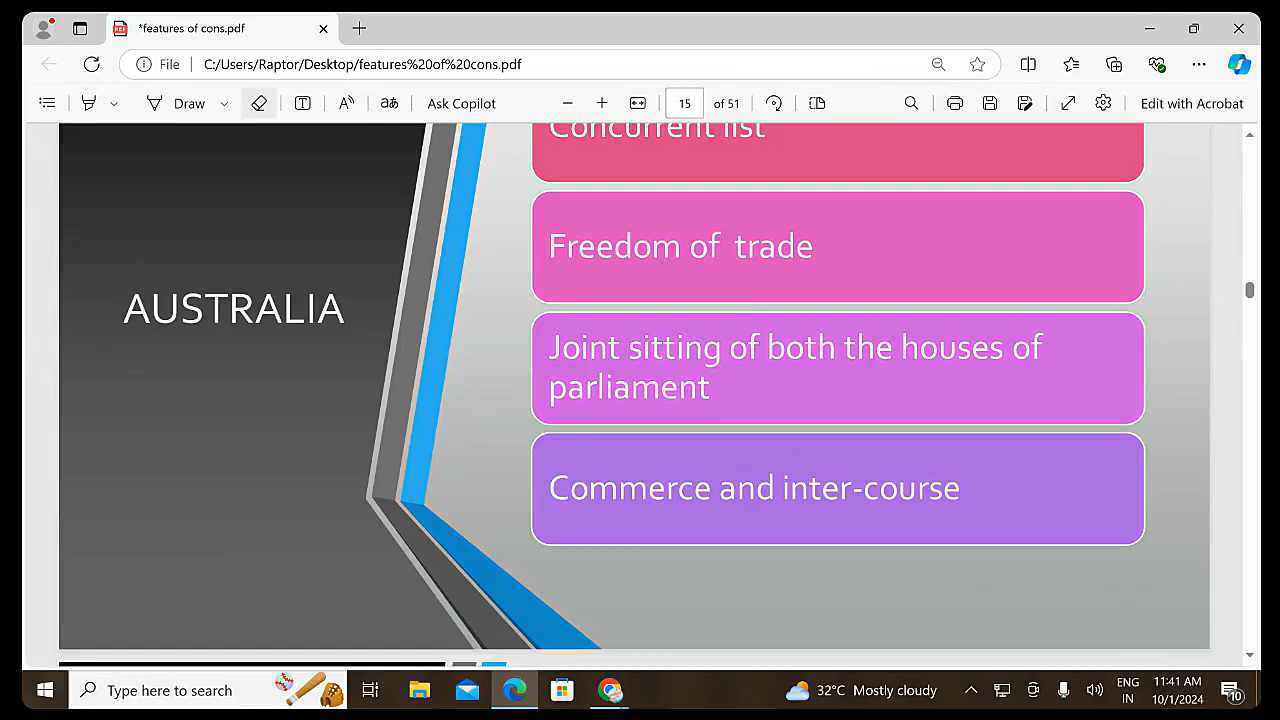 *features of cons.pdf
File C:/Users/Raptor/Desktop/features%20of%20cons.pdf
Draw Ask Copilot 15 of 51 Edit with Acrobat
Concurrent list
Freedom of trade
AUSTRALIA
Joint sitting of both the houses of
parliament
Commerce and inter-course
Type here to search
32°C Mostly cloudy
ENG
IN
11:41 AM
10/1/2024
10